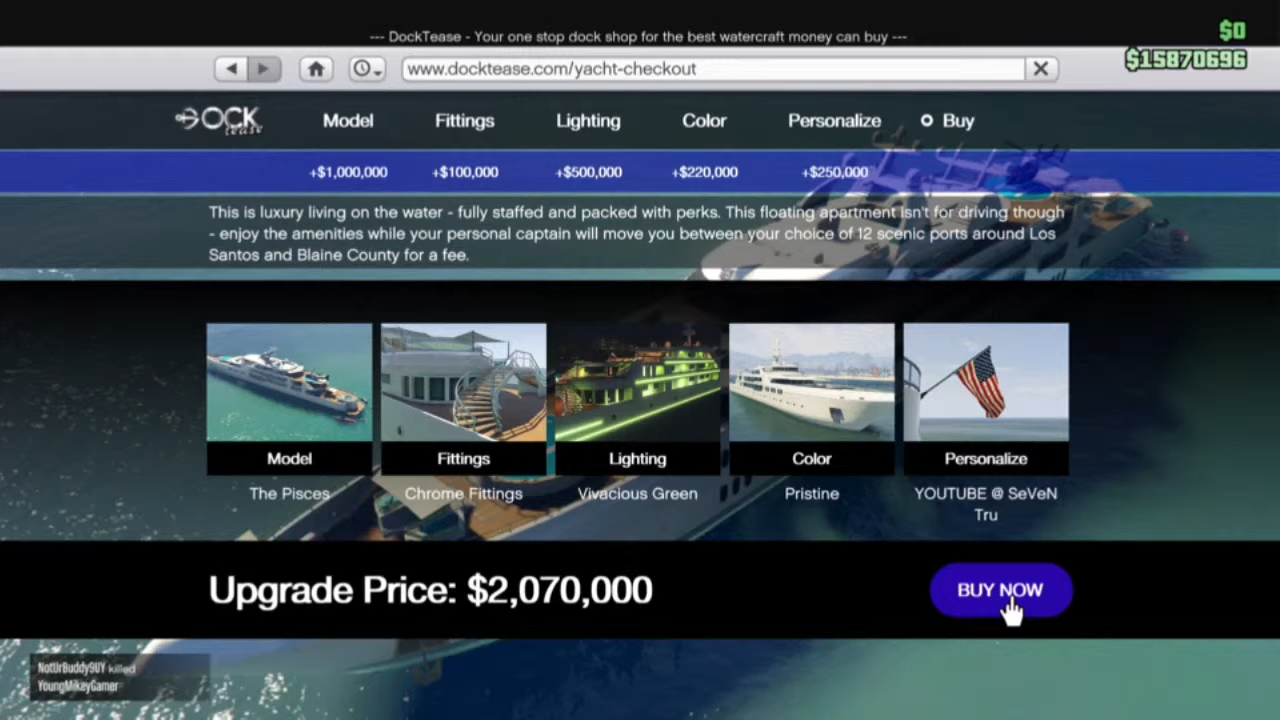 --- DockTease - Your one stop dock shop for the best watercraft money can buy ---
$0
$15870696
www.docktease.com/yacht-checkout
DOCK tease
Model Fittings Lighting Color Personalize Buy
+$1,000,000 +$100,000 +$500,000 +$220,000 +$250,000
This is luxury living on the water - fully staffed and packed with perks. This floating apartment isn't for driving though
- enjoy the amenities while your personal captain will move you between your choice of 12 scenic ports around Los
Santos and Blaine County for a fee.
Model Fittings Lighting Color Personalize
The Pisces Chrome Fittings Vivacious Green Pristine YOUTUBE @ SeVeN
Tru
Upgrade Price: $2,070,000
BUY NOW
NotUrBuddy9UY killed
YoungMikeyGamer